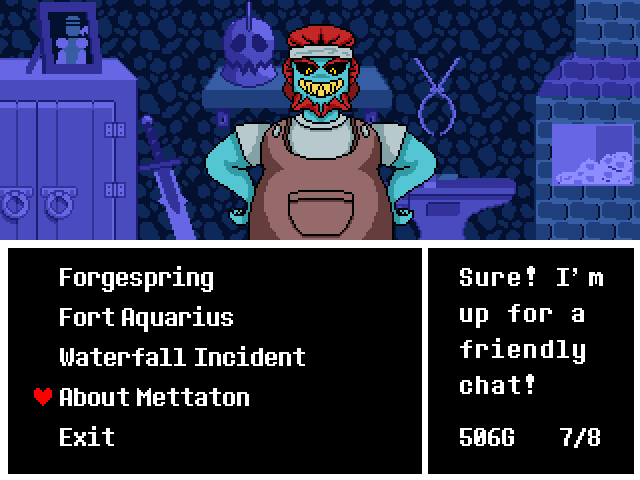 Forgespring
Fort Aquarius
Waterfall Incident
About Mettaton
Exit
Sure! I'm
up for a
friendly
chat!
506G 7/8